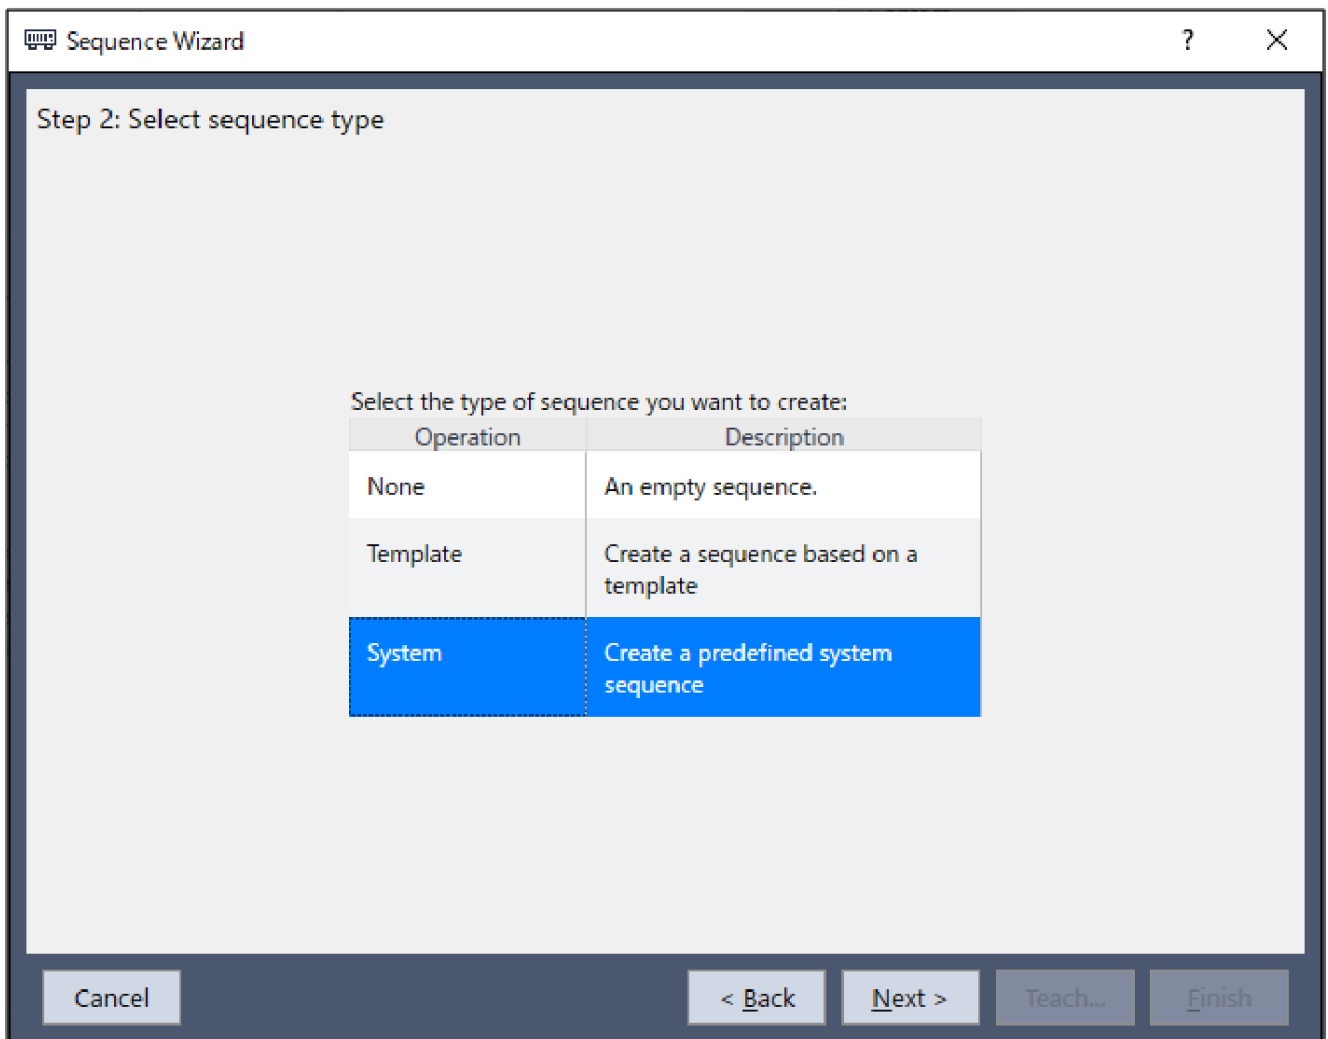 Sequence Wizard
?
Step 2: Select sequence type
Select the type of sequence you want to create:
Operation Description
None An empty sequence.
Template Create a sequence based on a
template
System Create a predefined system
sequence
Cancel < Back Next > Teach... Finish